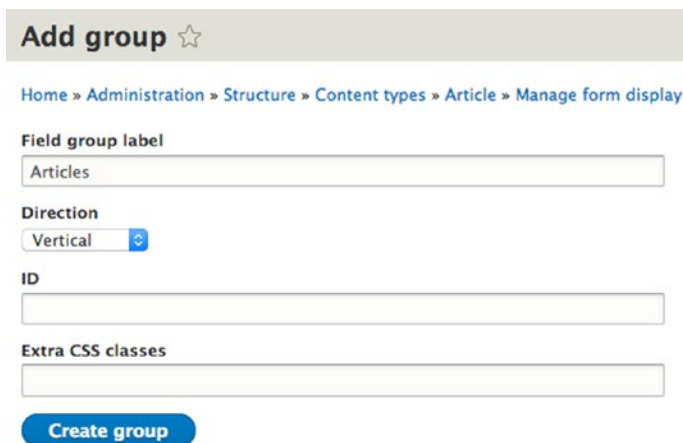 Add group
Home » Administration » Structure » Content types » Article » Manage form display
Field group label
Articles
Direction
Vertical
ID
Extra CSS classes
Create group